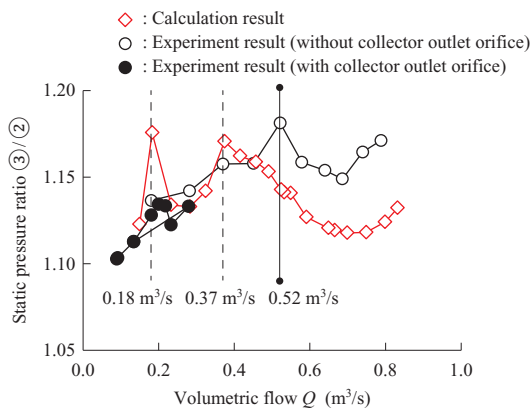 : Calculation result
: Experiment result (without collector outlet orifice)
: Experiment result (with collector outlet orifice)
Static pressure ratio ③/②
1.20
1.15
1.10
1.05
0.18 m³/s 0.37 m³/s 0.52 m³/s
0.0 0.2 0.4 0.6 0.8 1.0
Volumetric flow Q (m³/s)